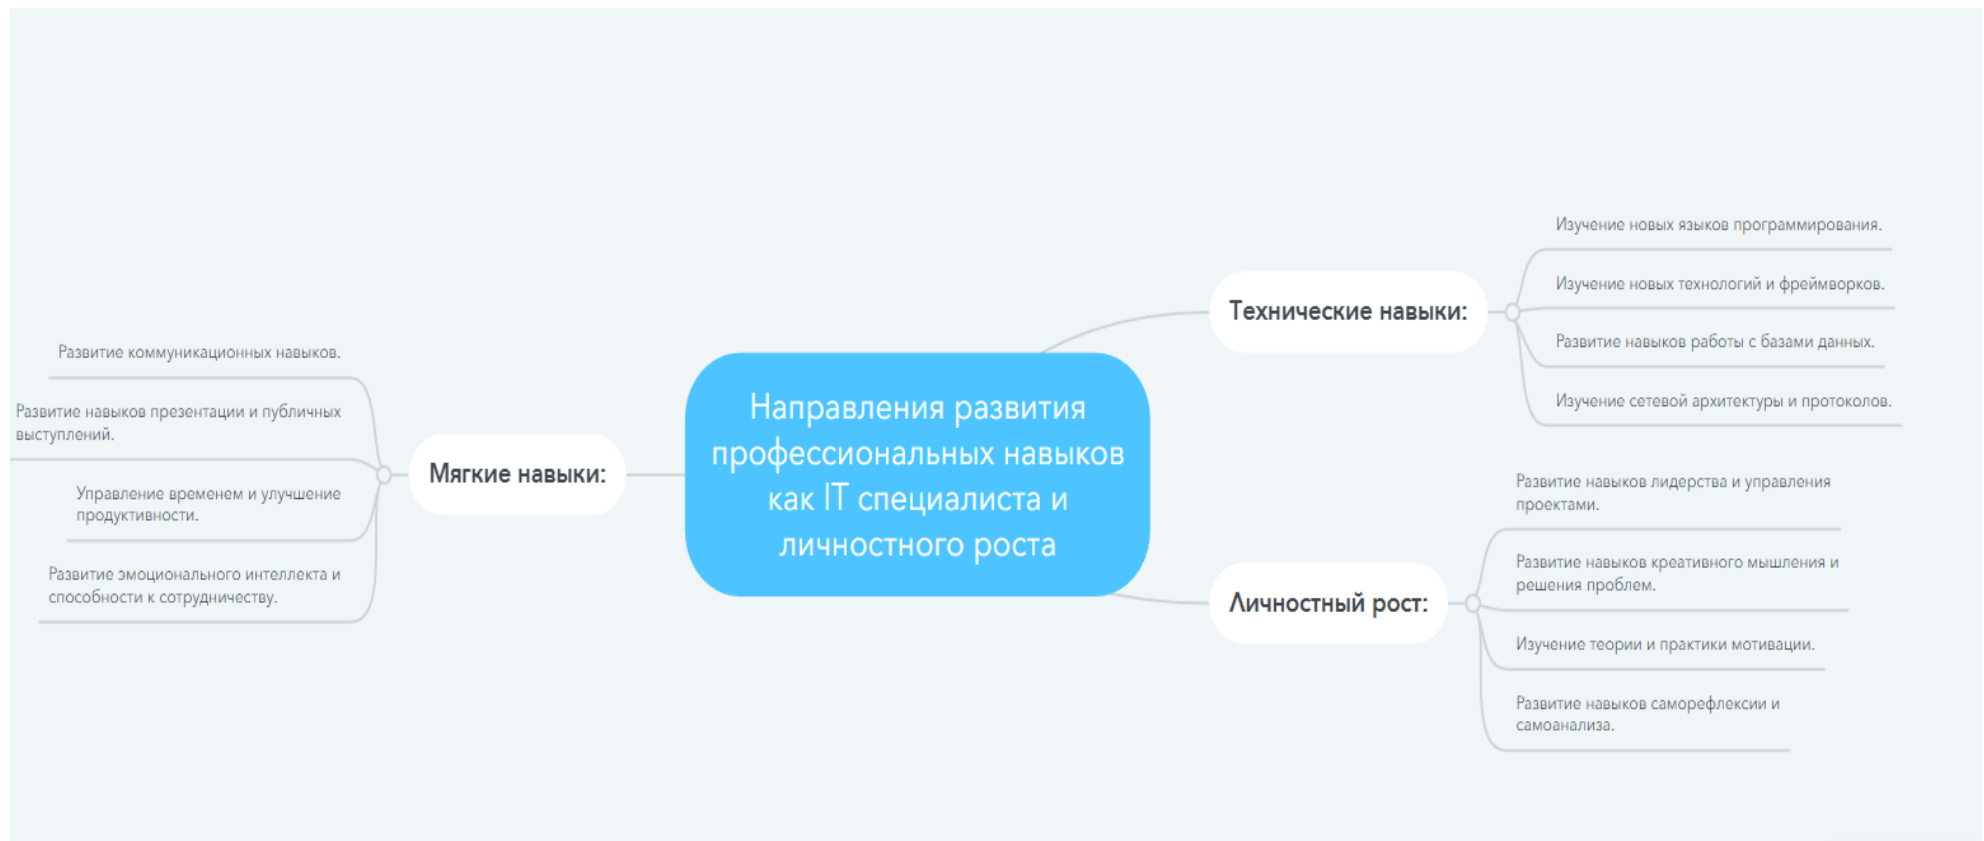 Направления развития
профессиональных навыков
как IT специалиста и
личностного роста
Технические навыки:
Изучение новых языков программирования.
Изучение новых технологий и фреймворков.
Развитие навыков работы с базами данных.
Изучение сетевой архитектуры и протоколов.
Личностный рост:
Развитие навыков лидерства и управления
проектами.
Развитие навыков креативного мышления и
решения проблем.
Изучение теории и практики мотивации.
Развитие навыков саморефлексии и
самоанализа.
Мягкие навыки:
Развитие коммуникационных навыков.
Развитие навыков презентации и публичных
выступлений.
Управление временем и улучшение
продуктивности.
Развитие эмоционального интеллекта и
способности к сотрудничеству.